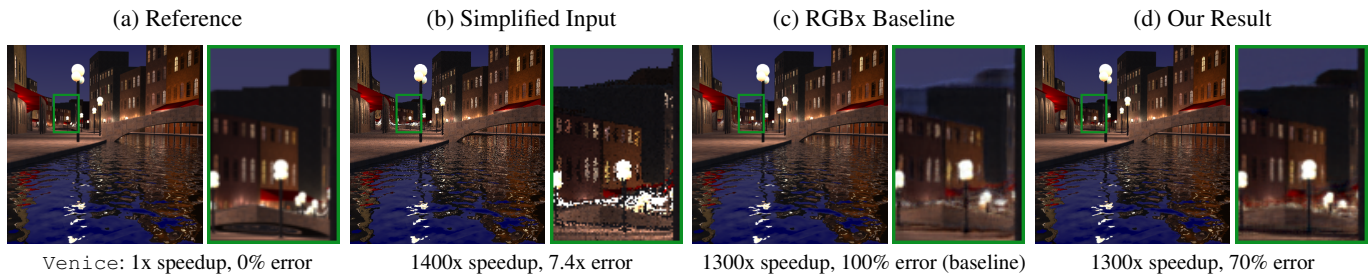 (a) Reference
(b) Simplified Input
(c) RGBx Baseline
(d) Our Result
Venice: 1x speedup, 0% error
1400x speedup, 7.4x error
1300x speedup, 100% error (baseline)
1300x speedup, 70% error